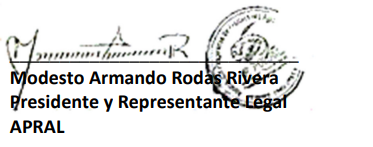 Modesto Armando Rodas Rivera
Presidente y Representante Legal
APRAL